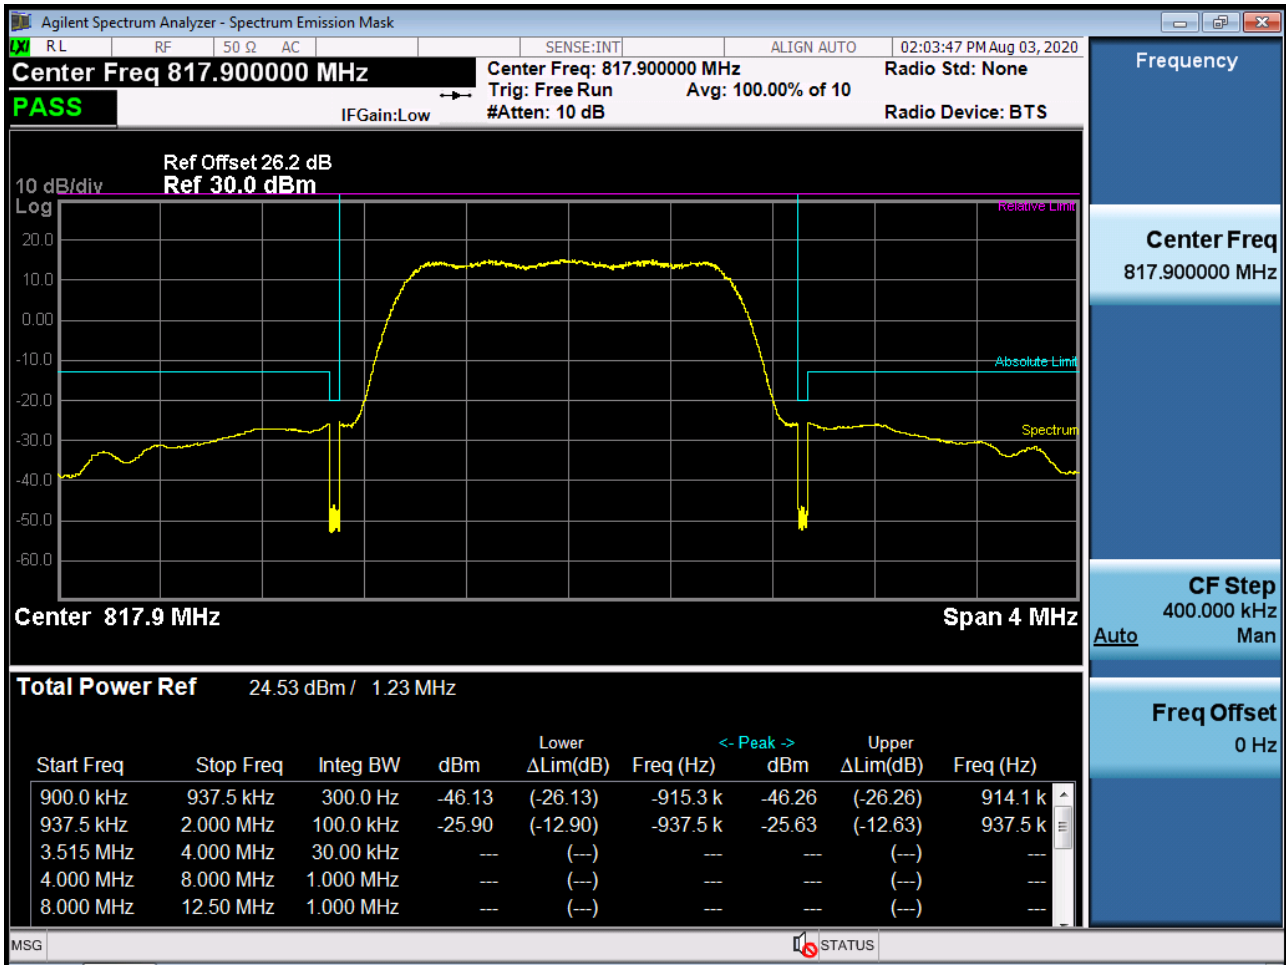 Agilent Spectrum Analyzer - Spectrum Emission Mask
LXI RL RF 50 Ω AC SENSE:INT ALIGN AUTO 02:03:47 PM Aug 03, 2020
Center Freq 817.900000 MHz
Center Freq: 817.900000 MHz Radio Std: None
Trig: Free Run Avg: 100.00% of 10
PASS
IFGain:Low #Atten: 10 dB Radio Device: BTS
Ref Offset 26.2 dB
10 dB/div Ref 30.0 dBm
Log
Relative Limit
20.0
10.0
0.00
-10.0
Absolute Limit
-20.0
-30.0
Spectrum
-40.0
-50.0
-60.0
Center 817.9 MHz Span 4 MHz
Total Power Ref 24.53 dBm / 1.23 MHz
Lower <- Peak -> Upper
Start Freq Stop Freq Integ BW dBm ΔLim(dB) Freq (Hz) dBm ΔLim(dB) Freq (Hz)
900.0 kHz 937.5 kHz 300.0 Hz -46.13 (-26.13) -915.3 k -46.26 (-26.26) 914.1 k
937.5 kHz 2.000 MHz 100.0 kHz -25.90 (-12.90) -937.5 k -25.63 (-12.63) 937.5 k
3.515 MHz 4.000 MHz 30.00 kHz --- (---) --- --- (---) ---
4.000 MHz 8.000 MHz 1.000 MHz --- (---) --- --- (---) ---
8.000 MHz 12.50 MHz 1.000 MHz --- (---) --- --- (---) ---
MSG STATUS
Frequency
Center Freq
817.900000 MHz
CF Step
400.000 kHz
Auto Man
Freq Offset
0 Hz